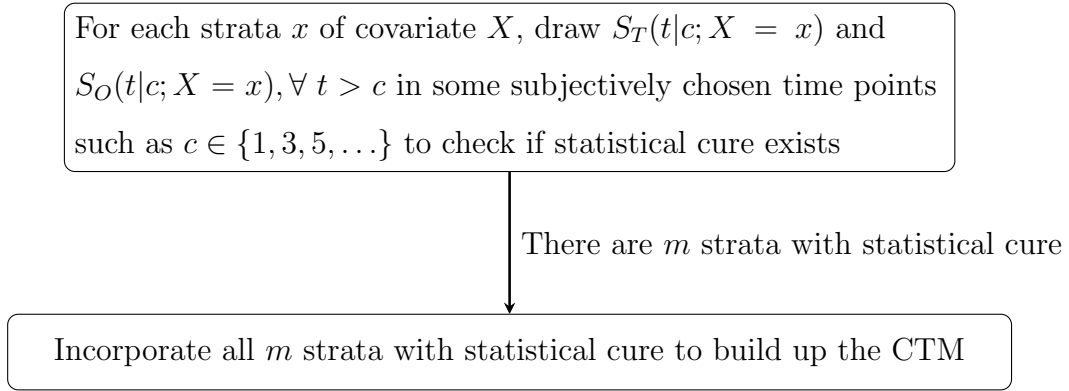 For each strata x of covariate X, draw S_T(t|c; X = x) and
S_O(t|c; X = x), ∀ t > c in some subjectively chosen time points
such as c ∈ {1, 3, 5, …} to check if statistical cure exists
There are m strata with statistical cure
Incorporate all m strata with statistical cure to build up the CTM